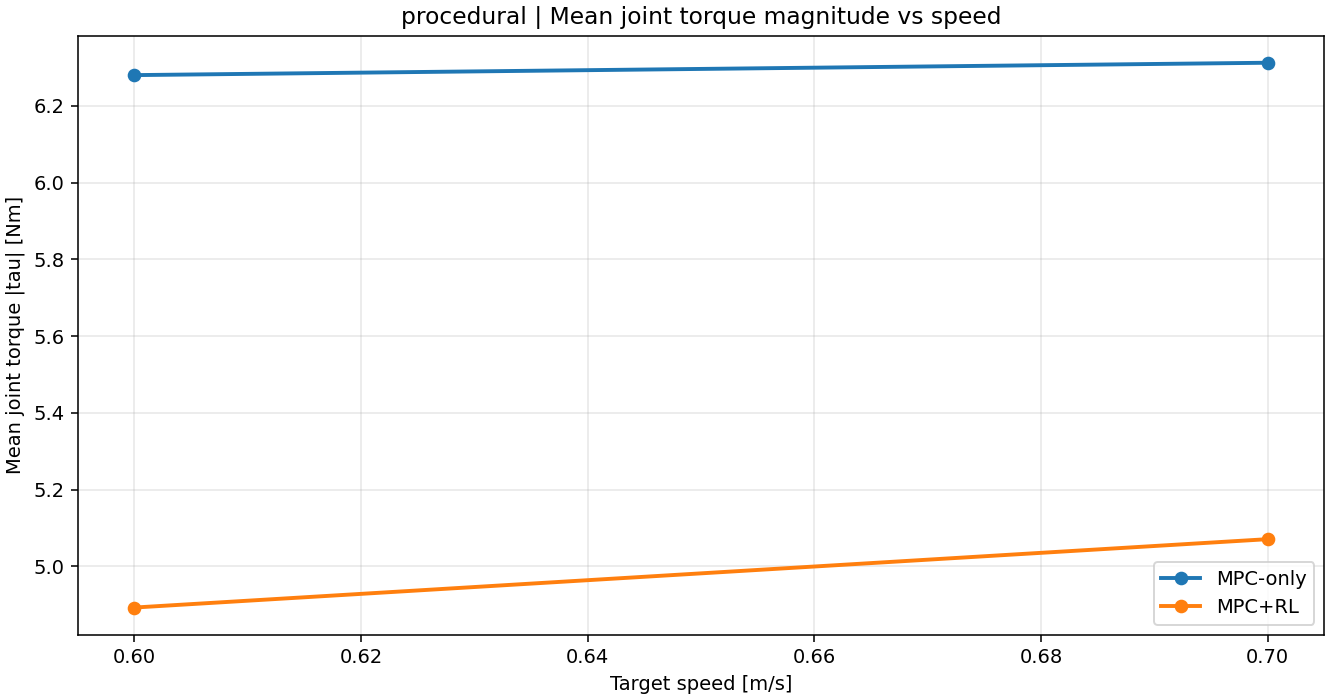 procedural | Mean joint torque magnitude vs speed
Mean joint torque |tau| [Nm]
6.2
6.0
5.8
5.6
5.4
5.2
5.0
MPC-only
MPC+RL
0.60 0.62 0.64 0.66 0.68 0.70
Target speed [m/s]